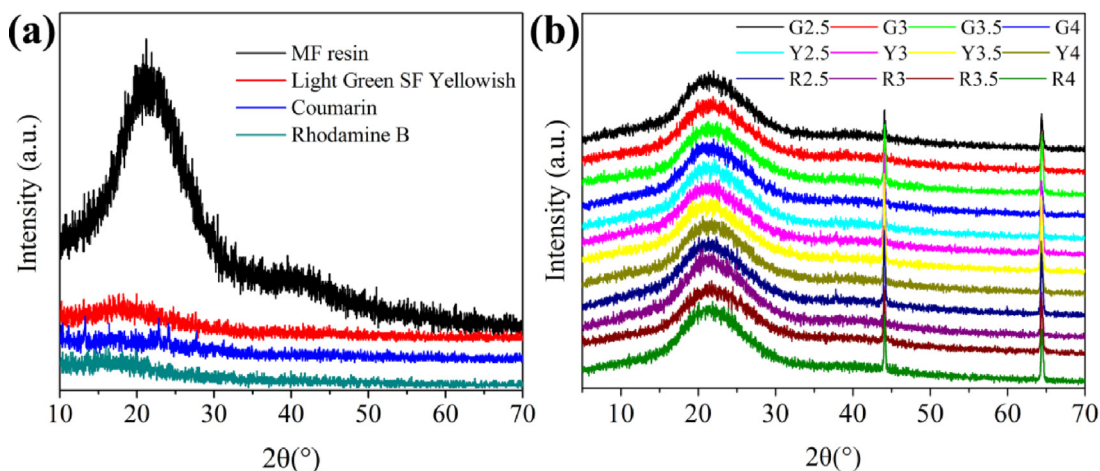 (a)
MF resin
Light Green SF Yellowish
Coumarin
Rhodamine B
Intensity (a.u.)
10 20 30 40 50 60 70
2θ(°)
(b)
G2.5 G3 G3.5 G4
Y2.5 Y3 Y3.5 Y4
R2.5 R3 R3.5 R4
Intensity (a.u.)
10 20 30 40 50 60 70
2θ(°)